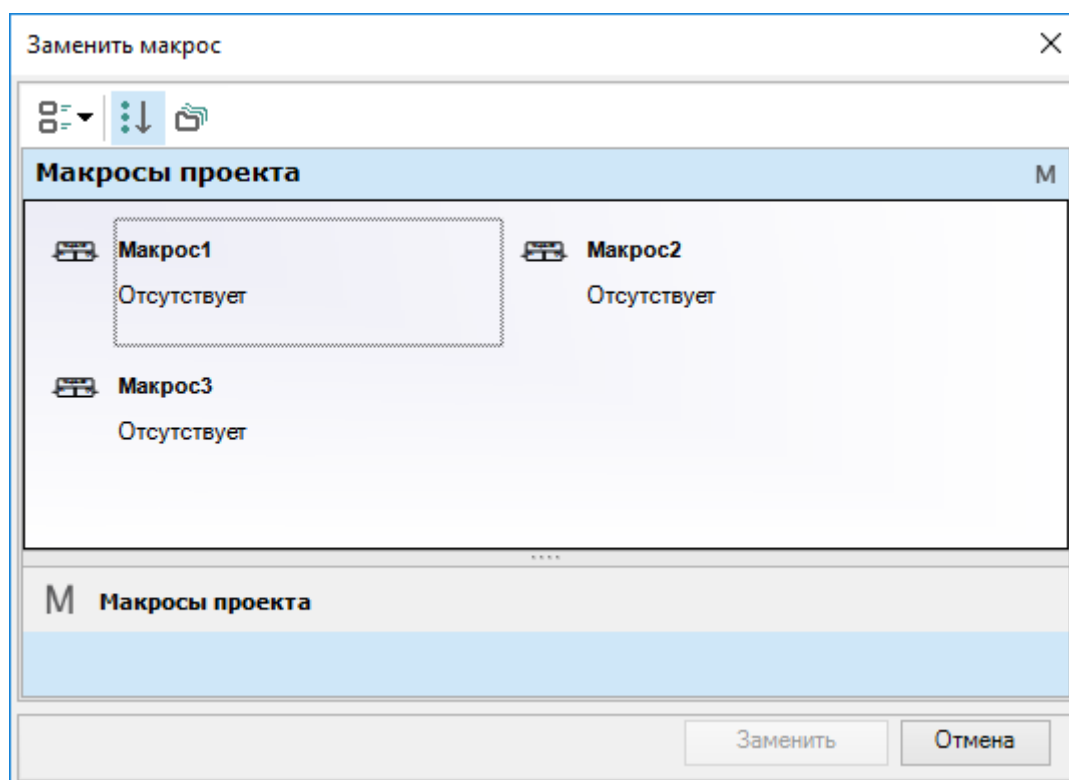 Заменить макрос
Макросы проекта M
Макрос1 Макрос2
Отсутствует Отсутствует
Макрос3
Отсутствует
M Макросы проекта
Заменить Отмена